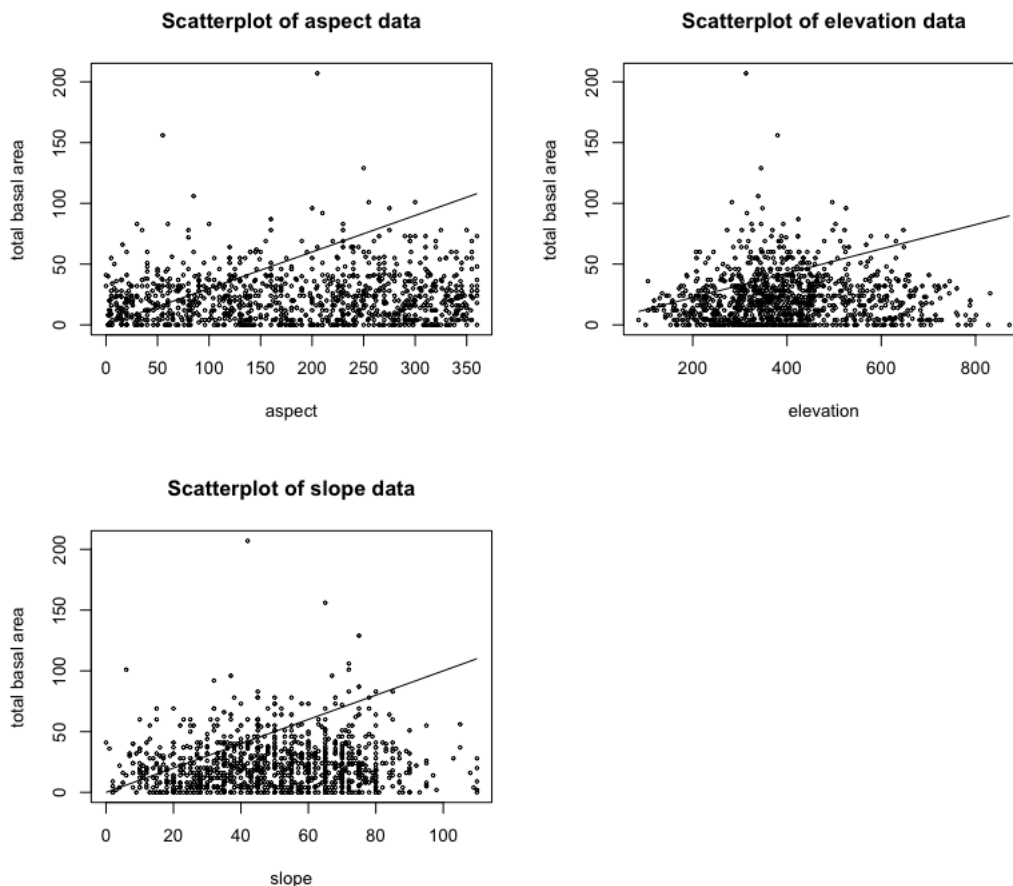 Scatterplot of aspect data
total basal area
0 50 100 150 200
0 50 100 150 200 250 300 350
aspect
Scatterplot of elevation data
total basal area
0 50 100 150 200
200 400 600 800
elevation
Scatterplot of slope data
total basal area
0 50 100 150 200
0 20 40 60 80 100
slope